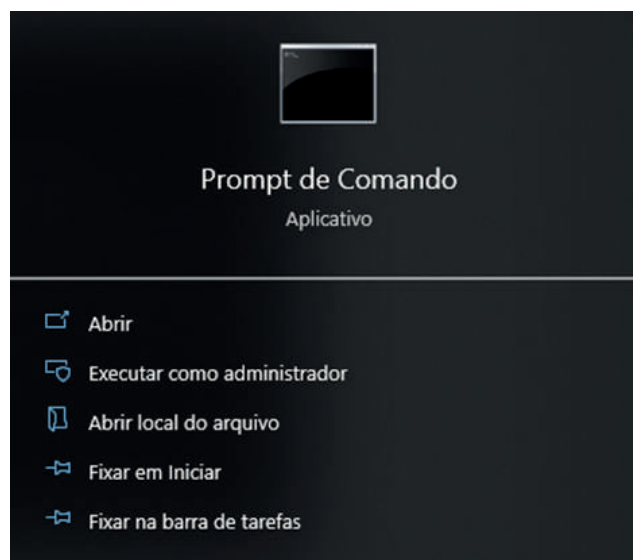 Prompt de Comando
Aplicativo
Abrir
Executar como administrador
Abrir local do arquivo
Fixar em Iniciar
Fixar na barra de tarefas